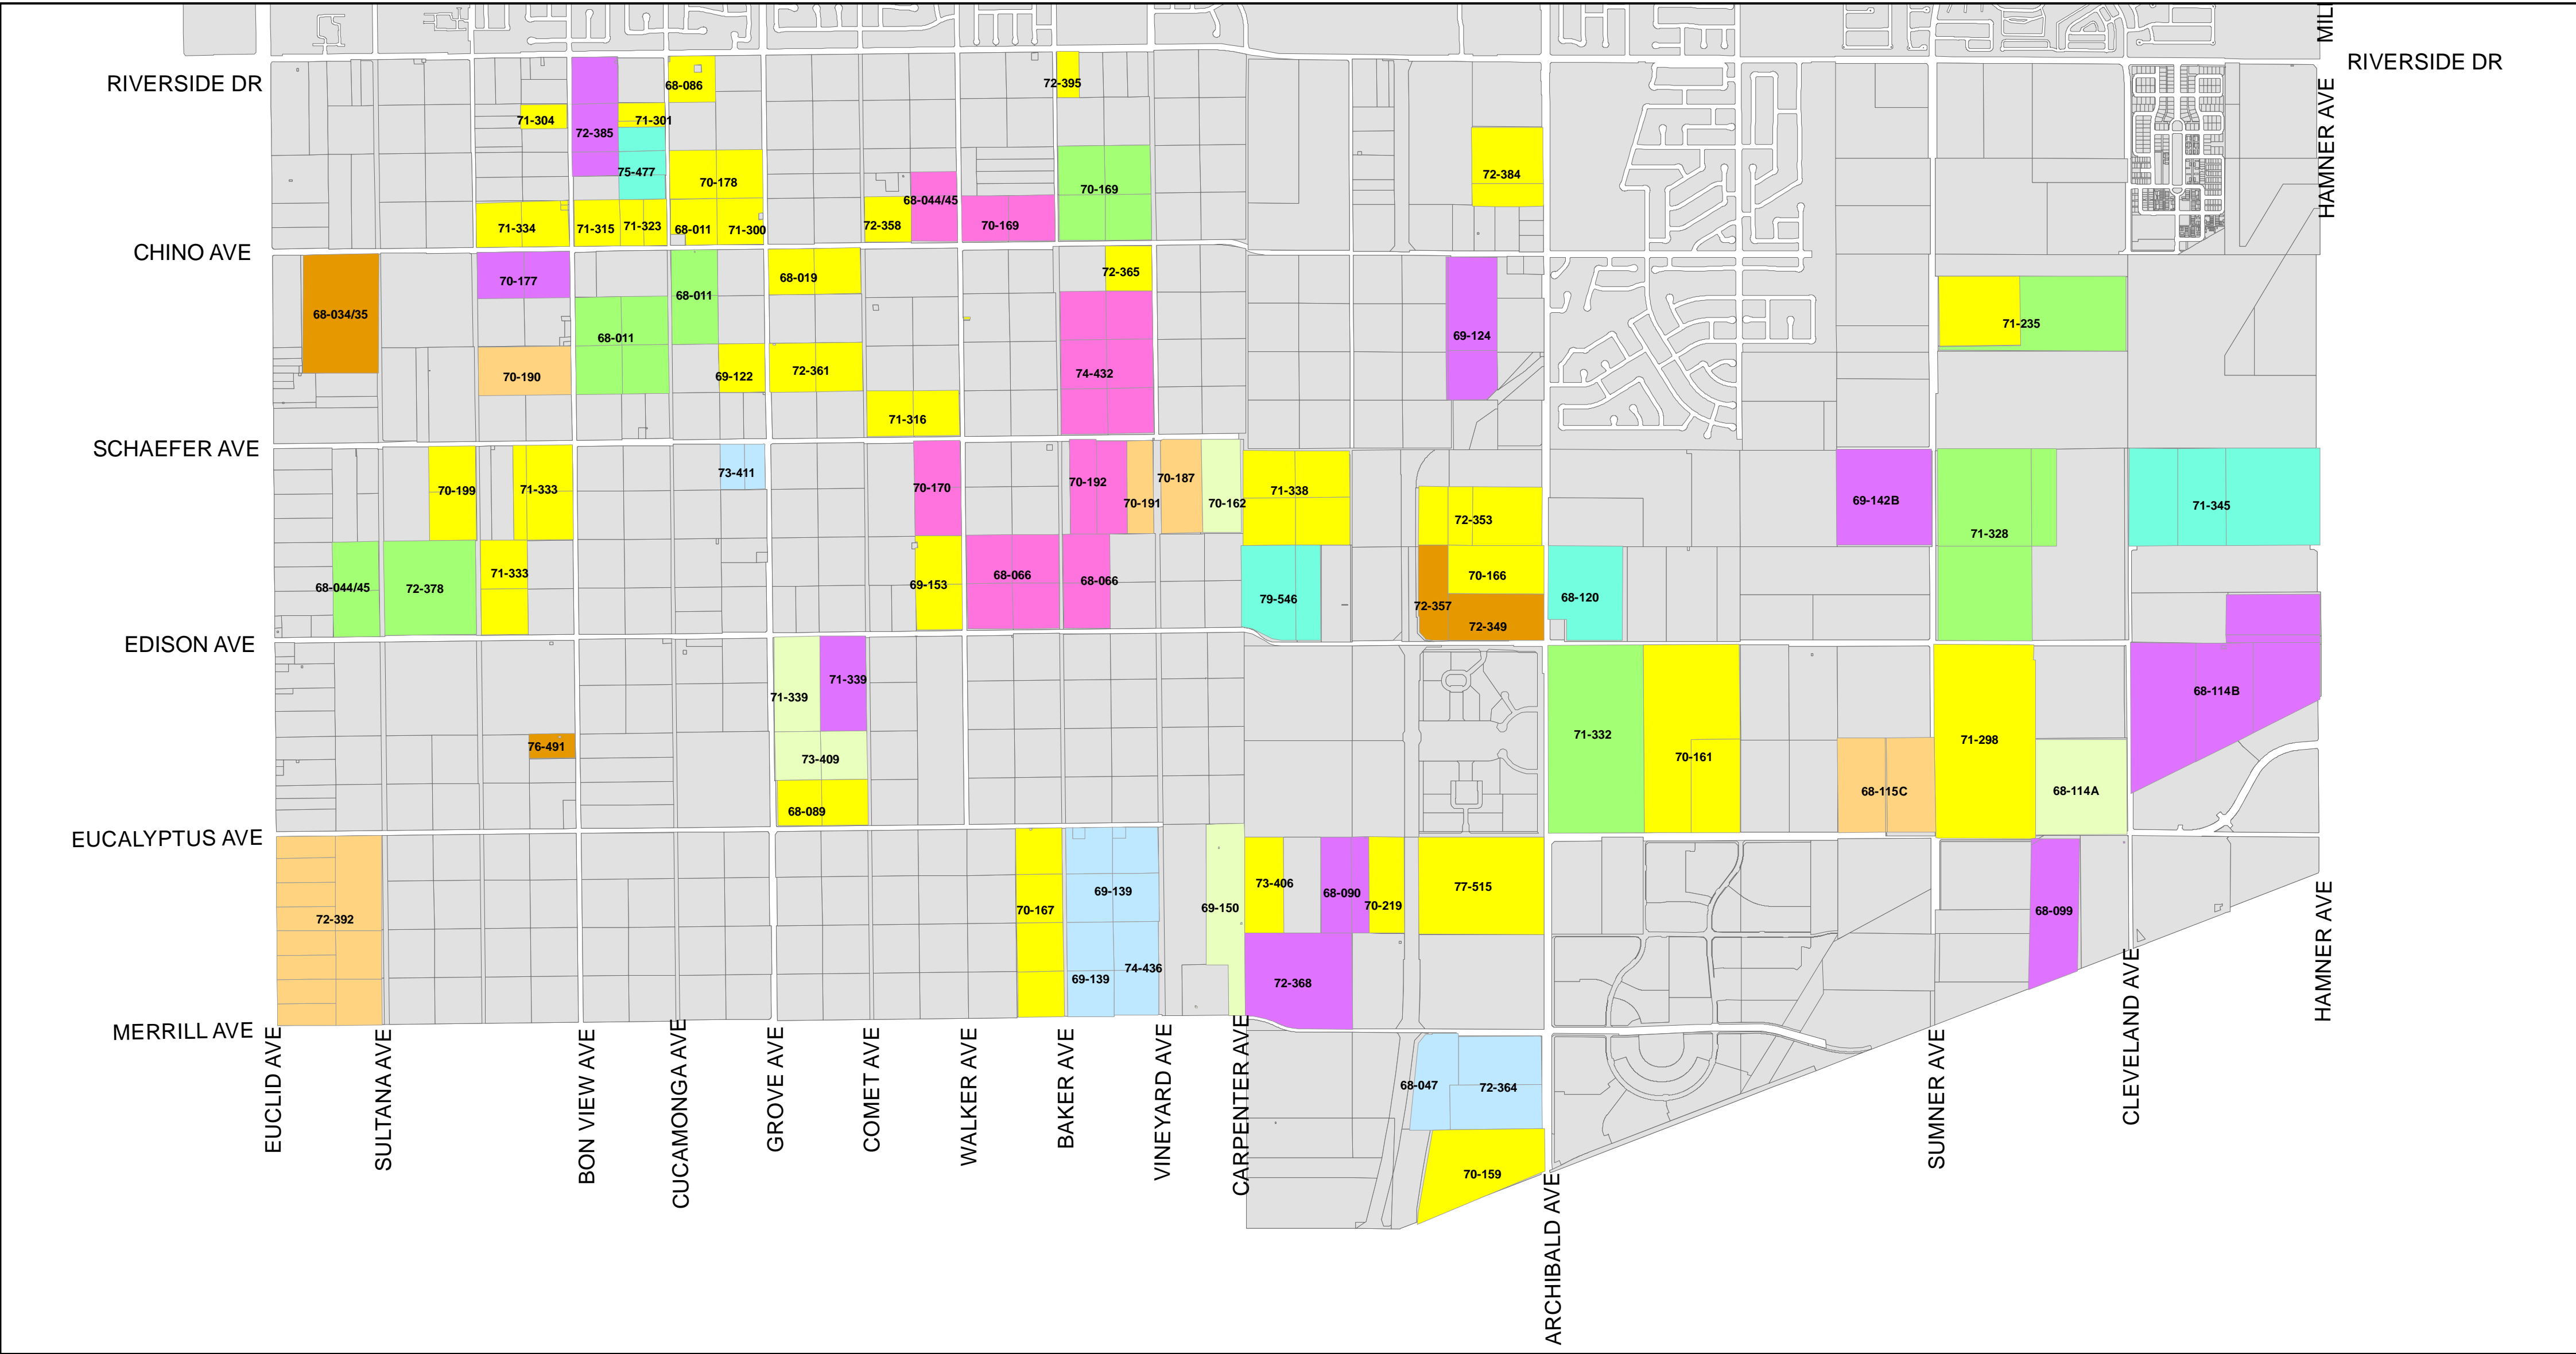 MILL
RIVERSIDE DR
RIVERSIDE DR
HAMNER AVE
HAMNER AVE
68-086
72-395
71-304
72-385
71-301
75-477
70-178
72-384
70-169
68-044/45
71-334
71-315
71-323
68-011
71-300
72-358
70-169
CHINO AVE
70-177
68-011
68-019
72-365
68-034/35
68-011
69-124
71-235
70-190
69-122
72-361
74-432
71-316
SCHAEFER AVE
70-199
71-333
73-411
70-170
70-192
70-191
70-187
70-162
71-338
72-353
69-142B
71-328
71-345
68-044/45
72-378
71-333
69-153
68-066
68-066
79-546
70-166
72-357
72-349
68-120
EDISON AVE
71-339
71-339
68-114B
76-491
73-409
71-332
70-161
71-298
68-115C
68-114A
68-089
EUCALYPTUS AVE
72-392
70-167
69-139
69-150
73-406
68-090
70-219
77-515
68-099
69-139
74-436
72-368
MERRILL AVE
68-047
72-364
70-159
EUCLID AVE
SULTANA AVE
BON VIEW AVE
CUCAMONGA AVE
GROVE AVE
COMET AVE
WALKER AVE
BAKER AVE
VINEYARD AVE
CARPENTER AVE
ARCHIBALD AVE
SUMNER AVE
CLEVELAND AVE
HAMNER AVE